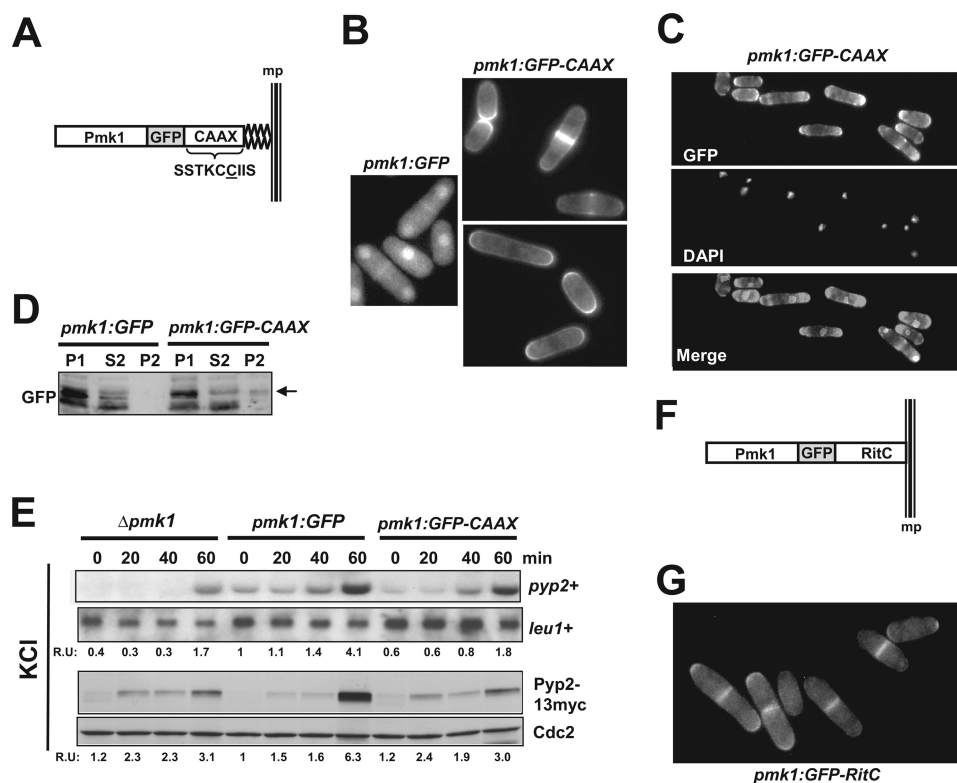 A
mp
Pmk1 GFP CAAX
SSTKCCIIS
B
pmk1:GFP-CAAX
pmk1:GFP
C
pmk1:GFP-CAAX
GFP
DAPI
Merge
D
pmk1:GFP pmk1:GFP-CAAX
P1 S2 P2 P1 S2 P2
GFP
E
Δpmk1 pmk1:GFP pmk1:GFP-CAAX
0 20 40 60 0 20 40 60 0 20 40 60 min
pyp2+
leu1+
R.U: 0.4 0.3 0.3 1.7 1 1.1 1.4 4.1 0.6 0.6 0.8 1.8
KCl
Pyp2-
13myc
Cdc2
R.U: 1.2 2.3 2.3 3.1 1 1.5 1.6 6.3 1.2 2.4 1.9 3.0
F
Pmk1 GFP RitC
mp
G
pmk1:GFP-RitC